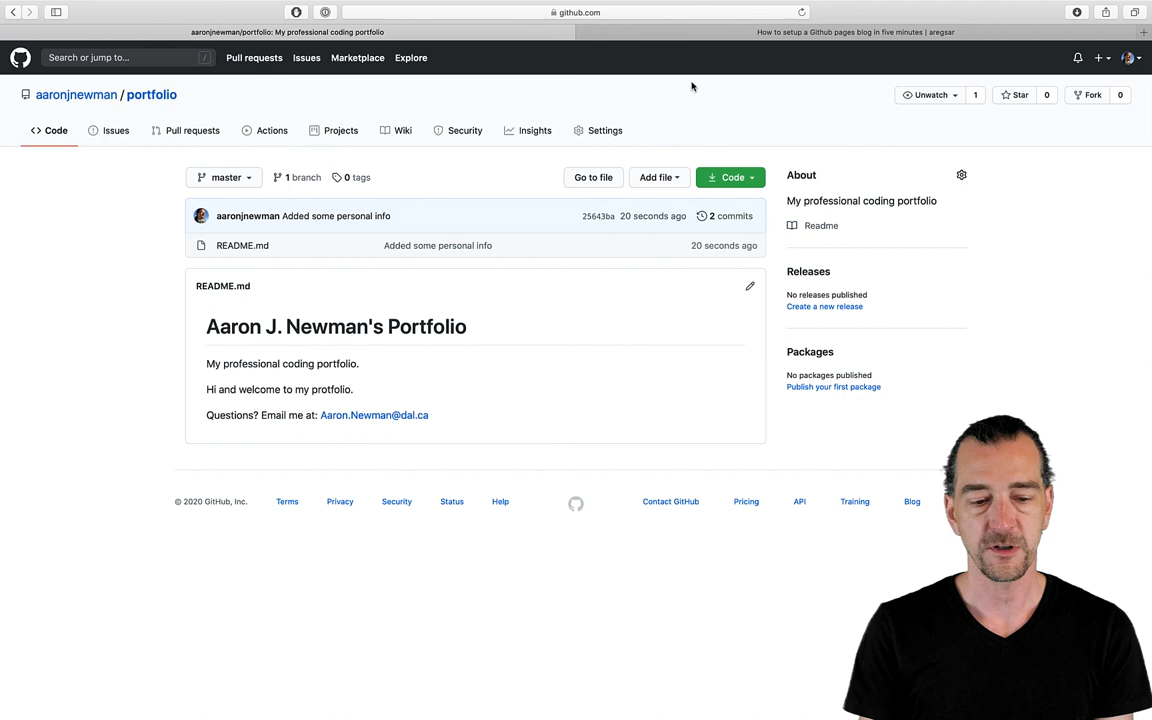 github.com
aaronjnewman/portfolio: My professional coding portfolio
How to setup a Github pages blog in five minutes | aregsar
Search or jump to... /
Pull requests Issues Marketplace Explore
aaronjnewman / portfolio
Unwatch 1 Star 0 Fork 0
Code Issues Pull requests Actions Projects Wiki Security Insights Settings
master 1 branch 0 tags Go to file Add file Code
aaronjnewman Added some personal info 25643ba 20 seconds ago 2 commits
README.md Added some personal info 20 seconds ago
README.md
Aaron J. Newman's Portfolio
My professional coding portfolio.
Hi and welcome to my protfolio.
Questions? Email me at: Aaron.Newman@dal.ca
About
My professional coding portfolio
Readme
Releases
No releases published
Create a new release
Packages
No packages published
Publish your first package
© 2020 GitHub, Inc. Terms Privacy Security Status Help Contact GitHub Pricing API Training Blog